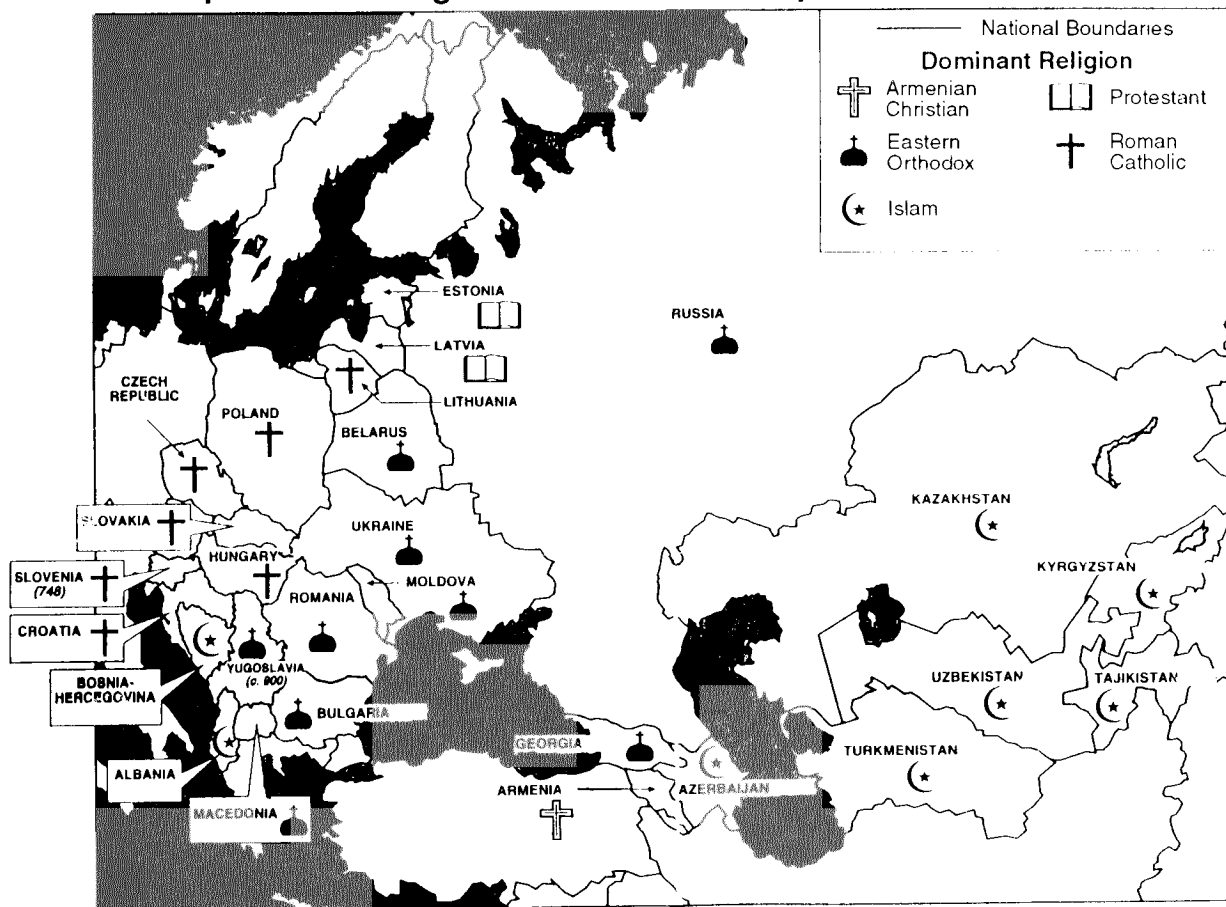 National Boundaries
Dominant Religion
Armenian
Christian
Protestant
Eastern
Orthodox
Roman
Catholic
Islam
ESTONIA
RUSSIA
LATVIA
CZECH
REPUBLIC
LITHUANIA
POLAND
BELARUS
KAZAKHSTAN
SLOVAKIA
UKRAINE
HUNGARY
KYRGYZSTAN
SLOVENIA
(748)
MOLDOVA
ROMANIA
CROATIA
YUGOSLAVIA
(c. 900)
BOSNIA-
HERCEGOVINA
UZBEKISTAN
TAJIKISTAN
BULGARIA
GEORGIA
TURKMENISTAN
ALBANIA
ARMENIA
AZERBAIJAN
MACEDONIA